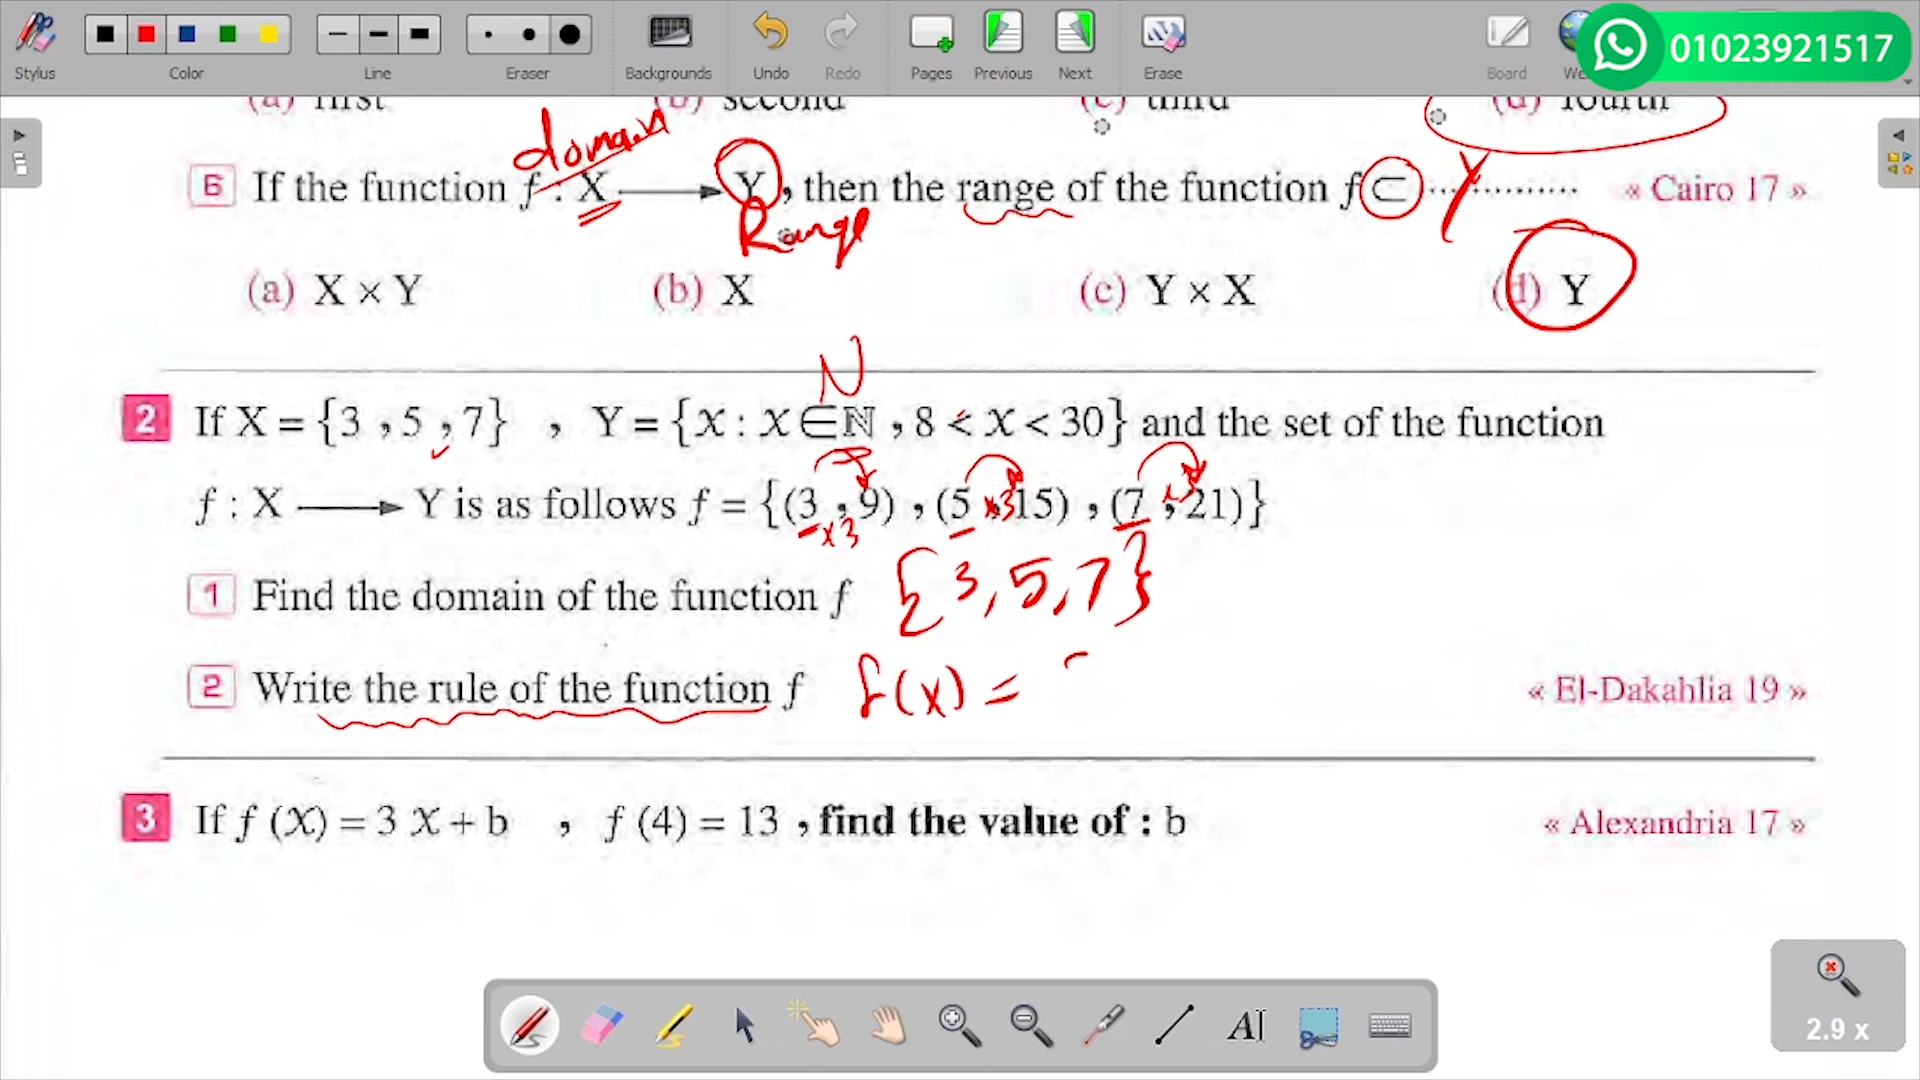 Stylus Color Line Eraser Backgrounds Undo Redo Pages Previous Next Erase Board
01023921517
(a) first (b) second (c) third (d) fourth
domain
6 If the function f : X → Y , then the range of the function f ⊂ ............... « Cairo 17 »
Y
Range
(a) X × Y (b) X (c) Y × X (d) Y
N
2 If X = {3 , 5 , 7} , Y = {x : x ∈ ℕ , 8 < x < 30} and the set of the function
f : X → Y is as follows f = {(3 , 9) , (5 , 15) , (7 , 21)}
×3 ×3 ×3
1 Find the domain of the function f {3, 5, 7}
2 Write the rule of the function f f(x) = « El-Dakahlia 19 »
3 If f (x) = 3 x + b , f (4) = 13 , find the value of : b « Alexandria 17 »
2.9 x